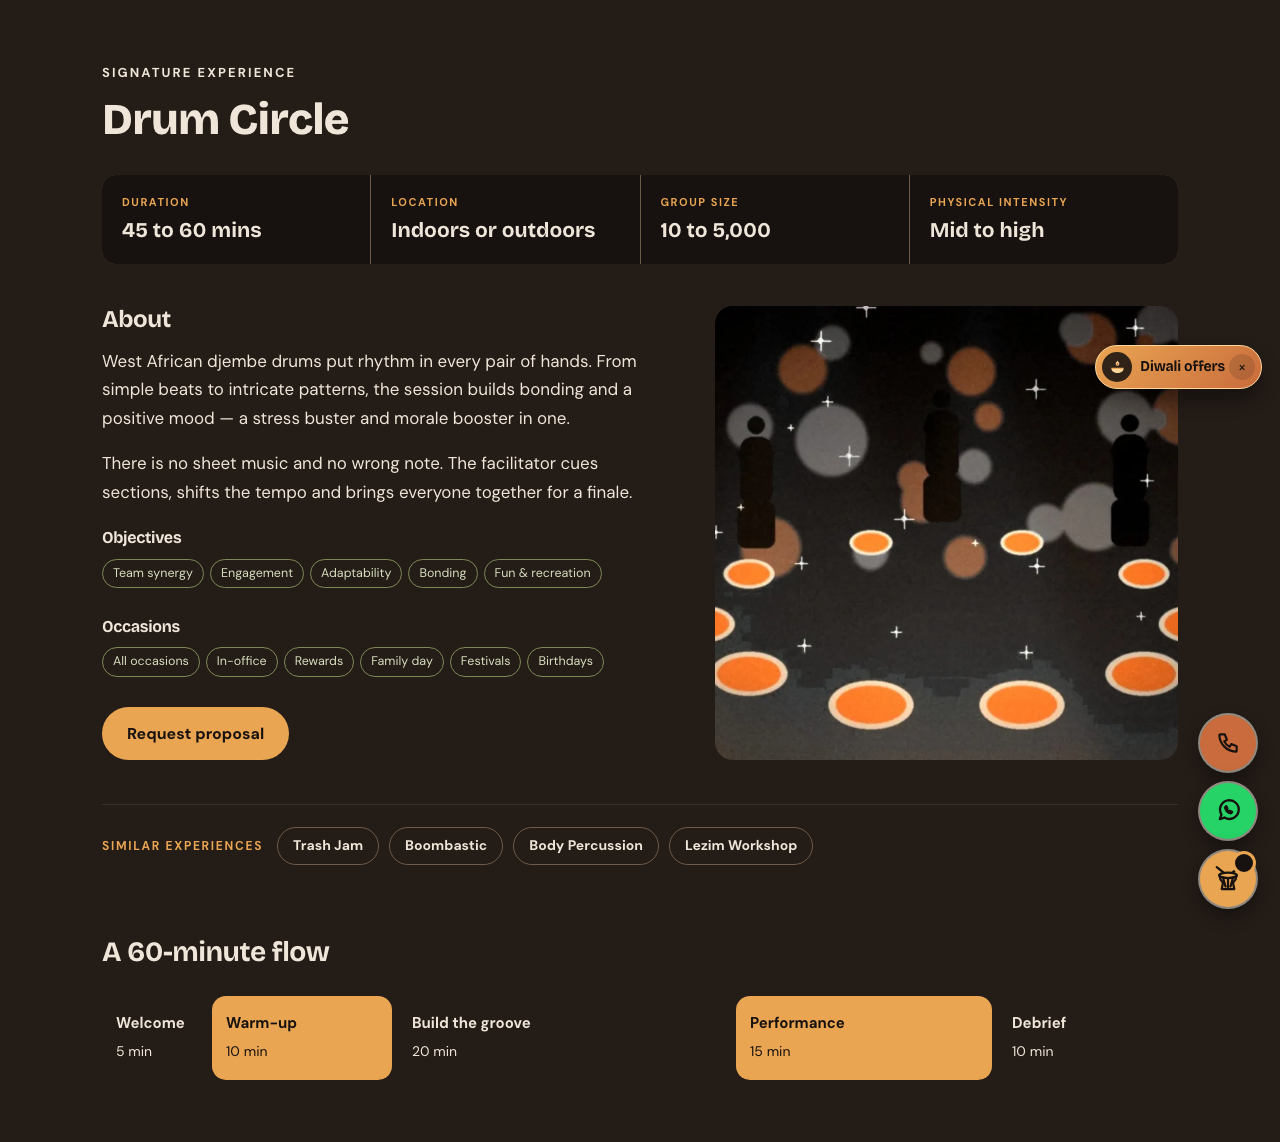 SIGNATURE EXPERIENCE
Drum Circle
DURATION
45 to 60 mins
LOCATION
Indoors or outdoors
GROUP SIZE
10 to 5,000
PHYSICAL INTENSITY
Mid to high
About
West African djembe drums put rhythm in every pair of hands. From
simple beats to intricate patterns, the session builds bonding and a
positive mood — a stress buster and morale booster in one.
There is no sheet music and no wrong note. The facilitator cues
sections, shifts the tempo and brings everyone together for a finale.
Objectives
Team synergy
Engagement
Adaptability
Bonding
Fun & recreation
Occasions
All occasions
In-office
Rewards
Family day
Festivals
Birthdays
Request proposal
Diwali offers ×
SIMILAR EXPERIENCES
Trash Jam
Boombastic
Body Percussion
Lezim Workshop
A 60-minute flow
Welcome
5 min
Warm-up
10 min
Build the groove
20 min
Performance
15 min
Debrief
10 min